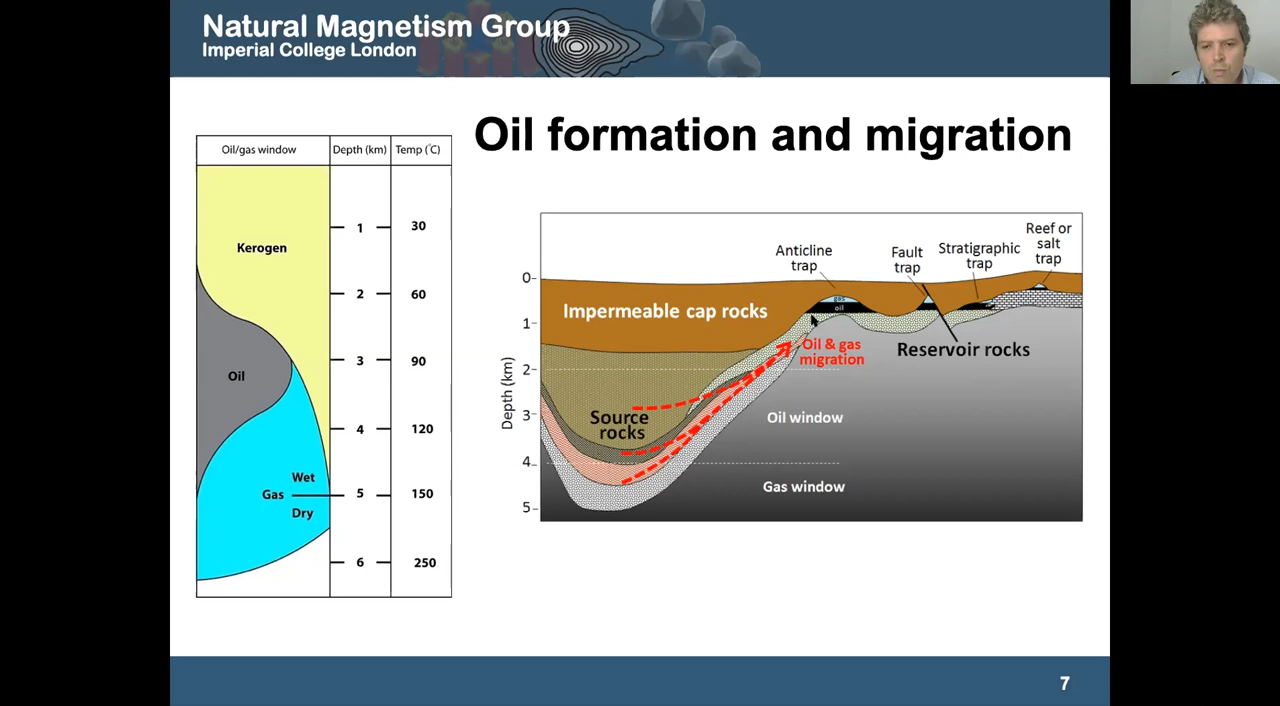 Natural Magnetism Group
Imperial College London
Oil formation and migration
Oil/gas window Depth (km) Temp (°C)
1 30
Kerogen
2 60
3 90
Oil
4 120
Wet
Gas 5 150
Dry
6 250
Depth (km)
0
1
2
3
4
5
Anticline
trap
Fault
trap
Stratigraphic
trap
Reef or
salt
trap
Impermeable cap rocks
gas
oil
Oil & gas
migration
Reservoir rocks
Source
rocks
Oil window
Gas window
7